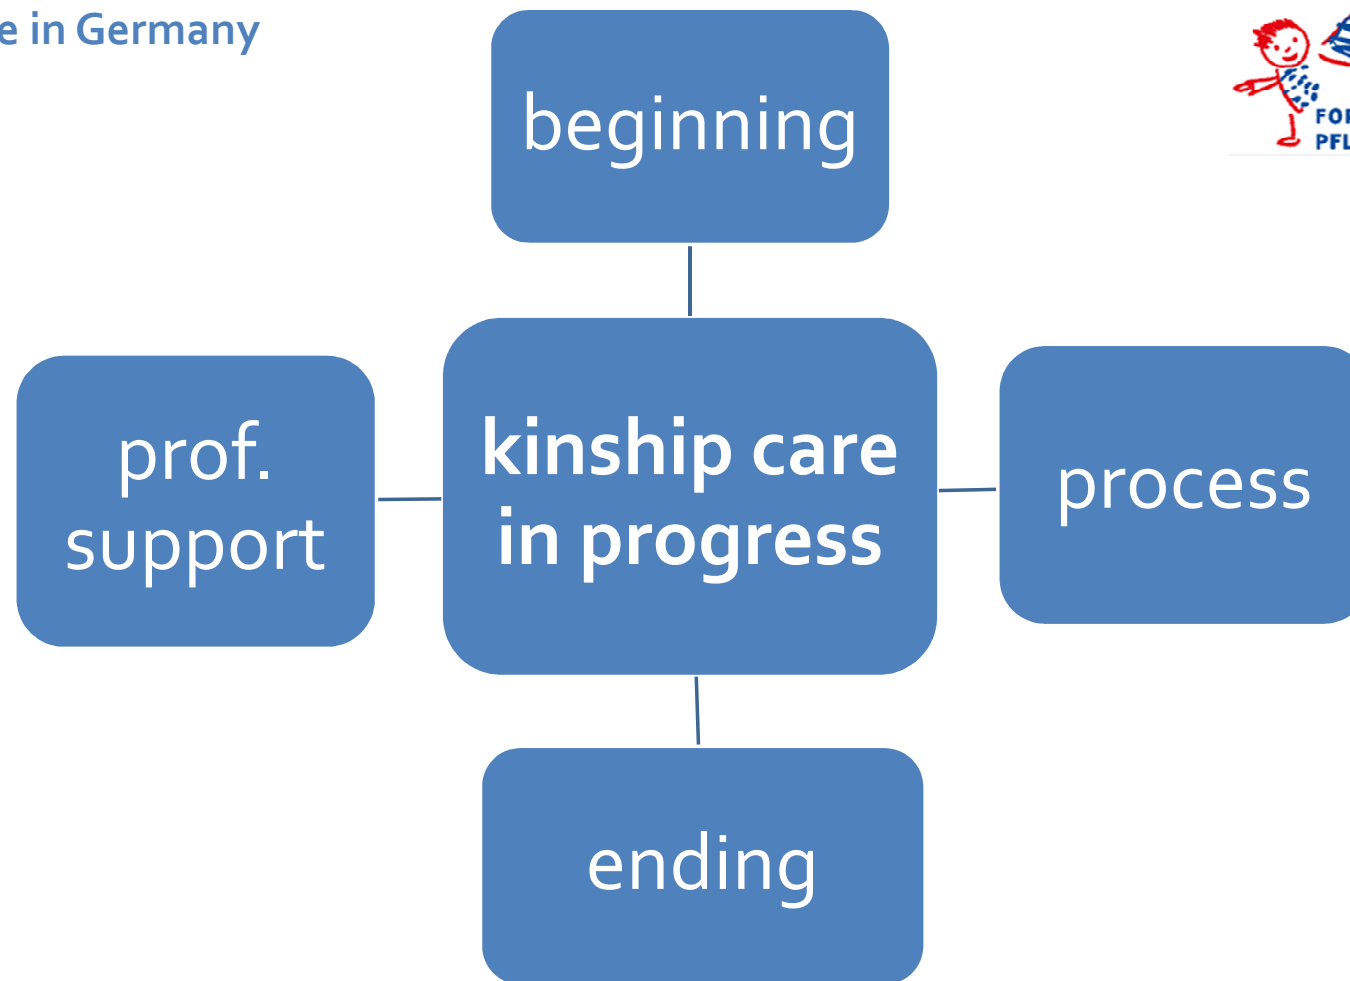 e in Germany
beginning
prof.
support
kinship care
in progress
process
ending